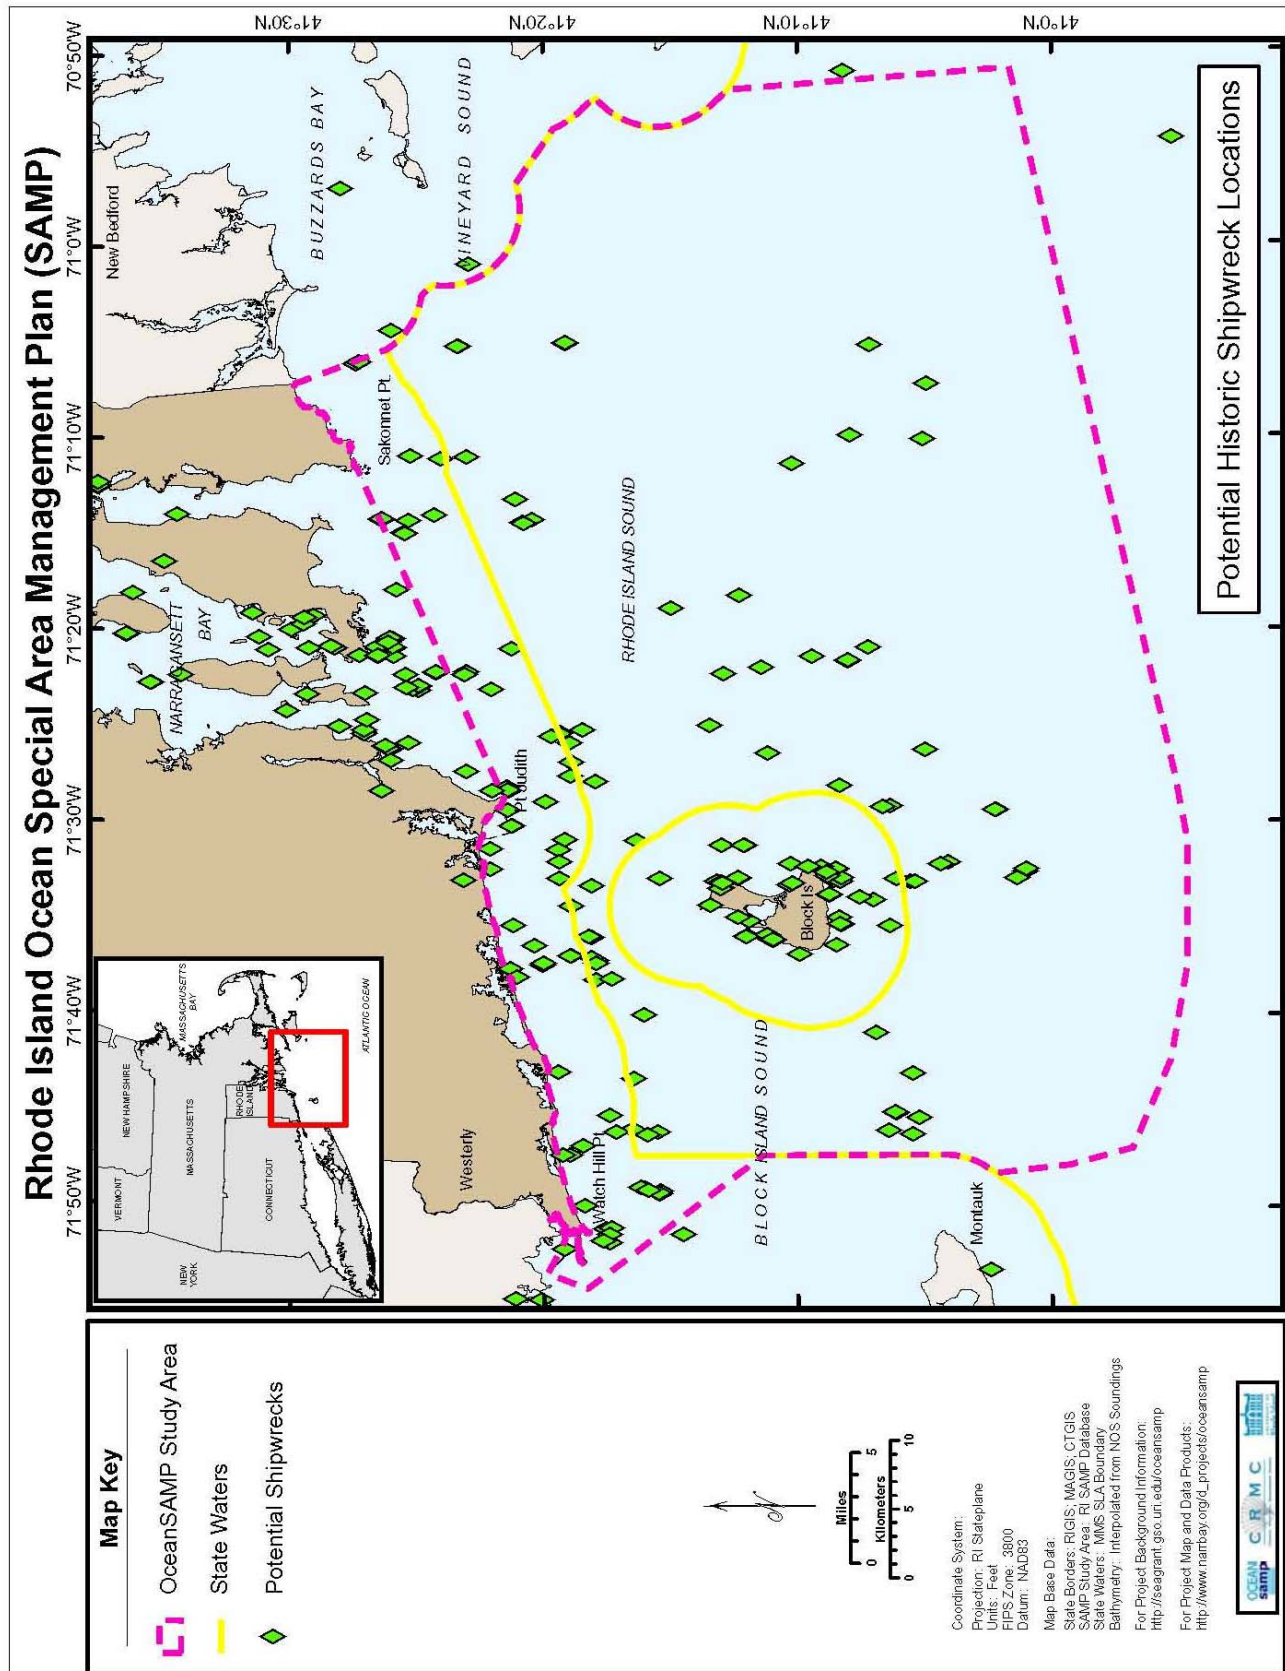 Rhode Island Ocean Special Area Management Plan (SAMP)
71°50'W
71°40'W
71°30'W
71°20'W
71°10'W
71°0'W
70°50'W
41°30'N
41°20'N
41°10'N
41°0'N
VERMONT
NEW HAMPSHIRE
MASSACHUSETTS
BAY
MASSACHUSETTS
NEW
YORK
CONNECTICUT
RHODE
ISLAND
ATLANTIC OCEAN
New Bedford
NARRAGANSETT
BAY
BUZZARDS BAY
VINEYARD SOUND
Sakonnet Pt.
Westerly
Watch Hill Pt.
Pt Judith
RHODE ISLAND SOUND
BLOCK ISLAND SOUND
Block Is
Montauk
Potential Historic Shipwreck Locations
Map Key
OceanSAMP Study Area
State Waters
Potential Shipwrecks
Miles
0 5
Kilometers
0 5 10
Coordinate System:
Projection: RI Stateplane
Units: Feet
FIPS Zone: 3800
Datum: NAD83
Map Base Data:
State Borders: RIGIS; MAGIS; CTGIS
SAMP Study Area: RI SAMP Database
State Waters: MMS SLA Boundary
Bathymetry: Interpolated from NOS Soundings
For Project Background Information:
http://seagrant.gso.uri.edu/oceansamp
For Project Map and Data Products:
http://www.narrbay.org/d_projects/oceansamp
OCEAN
samp
CRMC